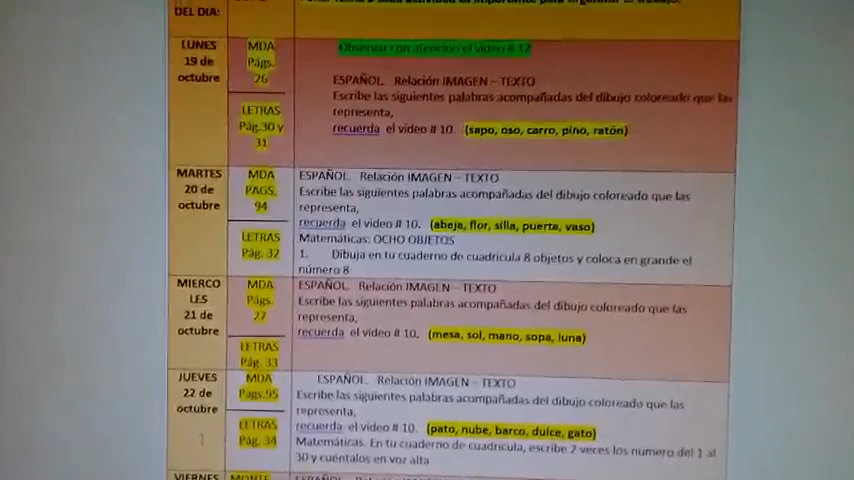 DEL DIA:
LUNES
19 de
octubre
MDA
Págs.
26
LETRAS
Pág.30 y
31
Observar con atención el video # 12
ESPAÑOL. Relación IMAGEN – TEXTO
Escribe las siguientes palabras acompañadas del dibujo coloreado que las
representa,
recuerda el video # 10. (sapo, oso, carro, pino, ratón)
MARTES
20 de
octubre
MDA
PAGS.
94
LETRAS
Pág. 32
ESPAÑOL. Relación IMAGEN – TEXTO
Escribe las siguientes palabras acompañadas del dibujo coloreado que las
representa,
recuerda el video # 10. (abeja, flor, silla, puerta, vaso)
Matemáticas: OCHO OBJETOS
1. Dibuja en tu cuaderno de cuadricula 8 objetos y coloca en grande el
número 8
MIERCO
LES
21 de
octubre
MDA
Págs.
27
LETRAS
Pág. 33
ESPAÑOL. Relación IMAGEN – TEXTO
Escribe las siguientes palabras acompañadas del dibujo coloreado que las
representa,
recuerda el video # 10. (mesa, sol, mano, sopa, luna)
JUEVES
22 de
octubre
MDA
Pags.95
LETRAS
Pág. 34
ESPAÑOL. Relación IMAGEN – TEXTO
Escribe las siguientes palabras acompañadas del dibujo coloreado que las
representa,
recuerda el video # 10. (pato, nube, barco, dulce, gato)
Matemáticas. En tu cuaderno de cuadricula, escribe 2 veces los numero del 1 al
30 y cuéntalos en voz alta
VIERNES